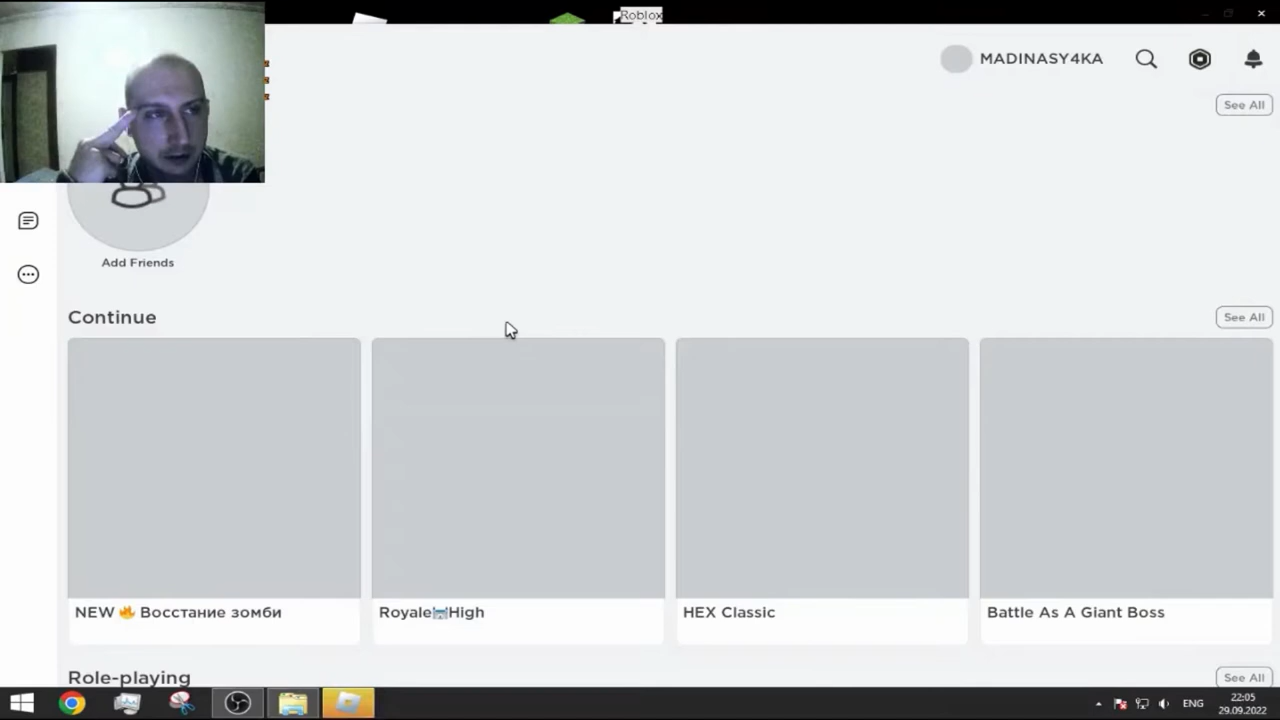 Roblox
MADINASY4KA
See All
Add Friends
Continue
See All
NEW 🔥 Восстание зомби
Royale🏰High
HEX Classic
Battle As A Giant Boss
Role-playing
See All
ENG
22:05
29.09.2022